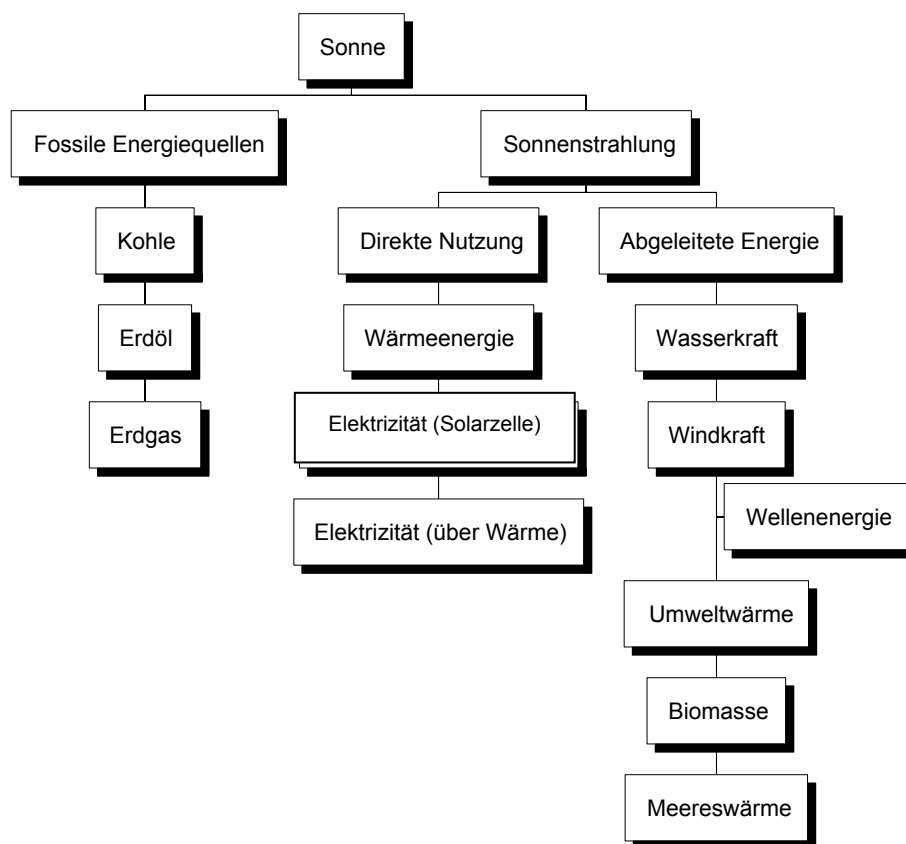 Sonne
Fossile Energiequellen
Sonnenstrahlung
Kohle
Direkte Nutzung
Abgeleitete Energie
Erdöl
Wärmeenergie
Wasserkraft
Erdgas
Elektrizität (Solarzelle)
Windkraft
Elektrizität (über Wärme)
Wellenenergie
Umweltwärme
Biomasse
Meereswärme